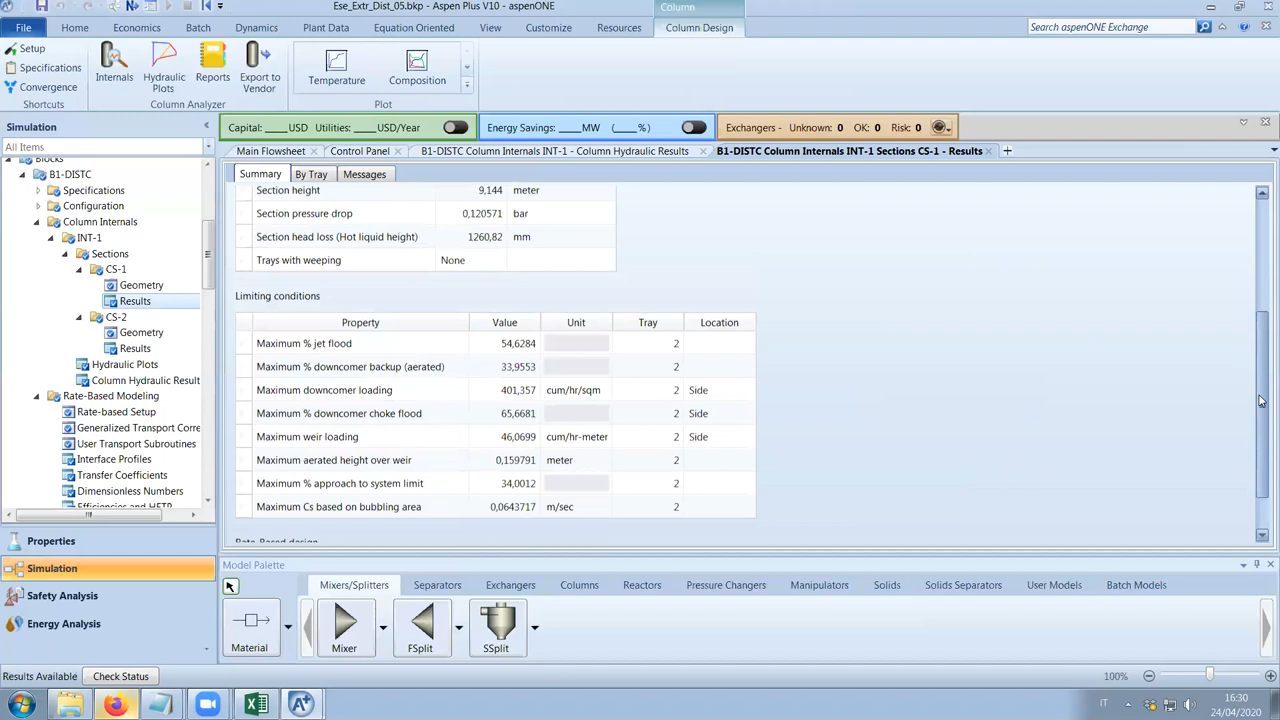 Ese_Extr_Dist_05.bkp - Aspen Plus V10 - aspenONE
Column
File Home Economics Batch Dynamics Plant Data Equation Oriented View Customize Resources Column Design Search aspenONE Exchange
Setup
Specifications
Convergence
Shortcuts
Internals
Hydraulic Plots
Reports
Export to Vendor
Column Analyzer
Temperature
Composition
Plot
Simulation
Capital: ____USD Utilities: ____USD/Year
Energy Savings: ____MW (____%)
Exchangers - Unknown: 0 OK: 0 Risk: 0
All Items
Main Flowsheet Control Panel B1-DISTC Column Internals INT-1 - Column Hydraulic Results B1-DISTC Column Internals INT-1 Sections CS-1 - Results +
Blocks
B1-DISTC
Specifications
Configuration
Column Internals
INT-1
Sections
CS-1
Geometry
Results
CS-2
Geometry
Results
Hydraulic Plots
Column Hydraulic Result
Rate-Based Modeling
Rate-based Setup
Generalized Transport Corre
User Transport Subroutines
Interface Profiles
Transfer Coefficients
Dimensionless Numbers
Efficiencies and HETP
Summary By Tray Messages
Section height 9,144 meter
Section pressure drop 0,120571 bar
Section head loss (Hot liquid height) 1260,82 mm
Trays with weeping None
Limiting conditions
Property Value Unit Tray Location
Maximum % jet flood 54,6284 2
Maximum % downcomer backup (aerated) 33,9553 2
Maximum downcomer loading 401,357 cum/hr/sqm 2 Side
Maximum % downcomer choke flood 65,6681 2 Side
Maximum weir loading 46,0699 cum/hr-meter 2 Side
Maximum aerated height over weir 0,159791 meter 2
Maximum % approach to system limit 34,0012 2
Maximum Cs based on bubbling area 0,0643717 m/sec 2
Rate-Based design
Properties
Simulation
Safety Analysis
Energy Analysis
Model Palette
Mixers/Splitters Separators Exchangers Columns Reactors Pressure Changers Manipulators Solids Solids Separators User Models Batch Models
Material Mixer FSplit SSplit
Results Available Check Status 100%
IT 16:30
24/04/2020